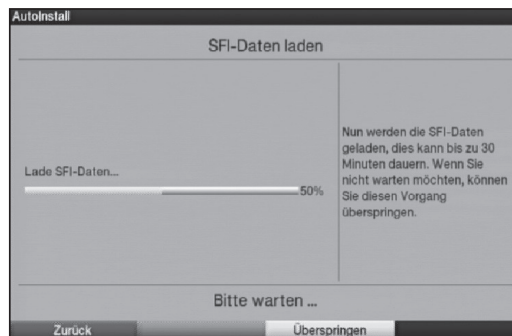 AutoInstall
SFI-Daten laden
Lade SFI-Daten...
50%
Nun werden die SFI-Daten
geladen, dies kann bis zu 30
Minuten dauern. Wenn Sie
nicht warten möchten, können
Sie diesen Vorgang
überspringen.
Bitte warten ...
Zurück
Überspringen